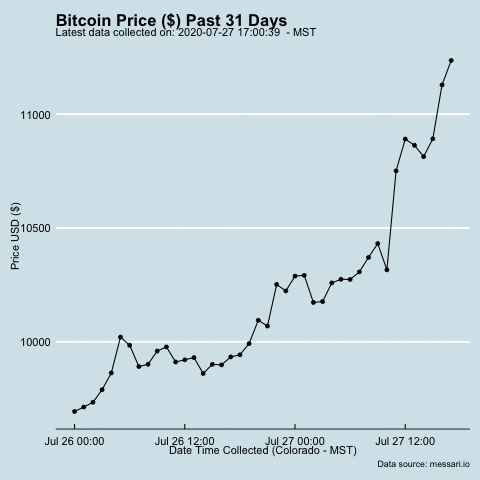 Bitcoin Price ($) Past 31 Days
Latest data collected on: 2020-07-27 17:00:39 - MST
11000
10500
10000
Price USD ($)
Jul 26 00:00 Jul 26 12:00 Jul 27 00:00 Jul 27 12:00
Date Time Collected (Colorado - MST)
Data source: messari.io